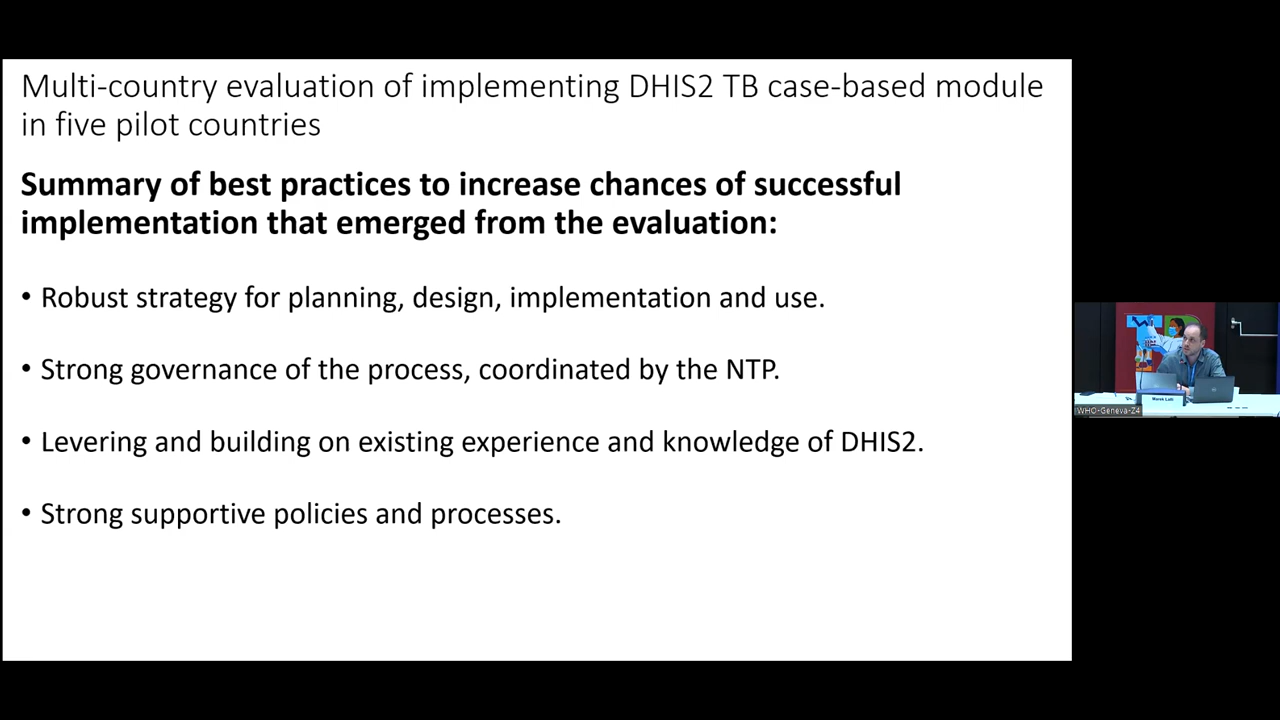 Multi-country evaluation of implementing DHIS2 TB case-based module
in five pilot countries
Summary of best practices to increase chances of successful
implementation that emerged from the evaluation:
• Robust strategy for planning, design, implementation and use.
• Strong governance of the process, coordinated by the NTP.
• Levering and building on existing experience and knowledge of DHIS2.
• Strong supportive policies and processes.
WHO-Geneva-Z4